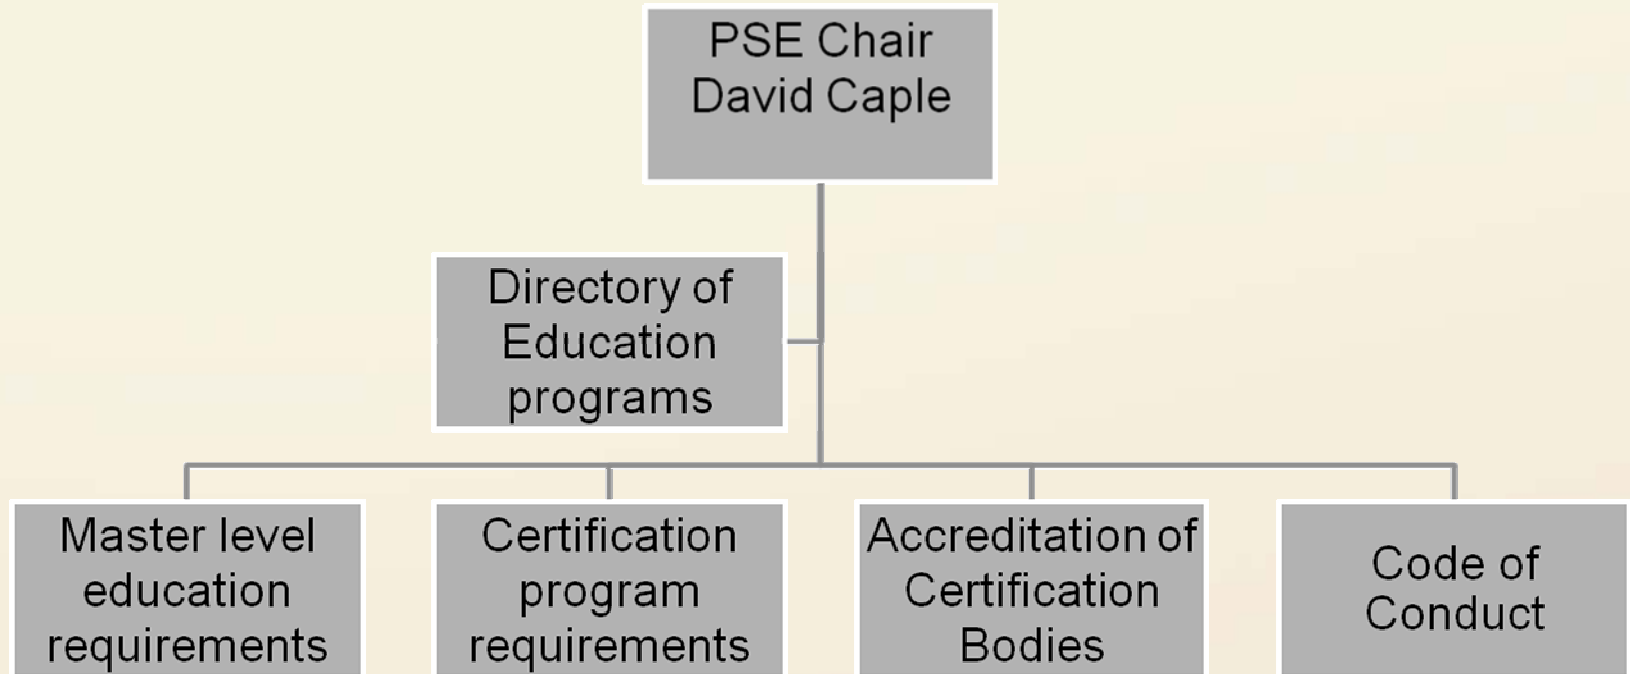 PSE Chair
David Caple
Directory of
Education
programs
Master level
education
requirements
Certification
program
requirements
Accreditation of
Certification
Bodies
Code of
Conduct